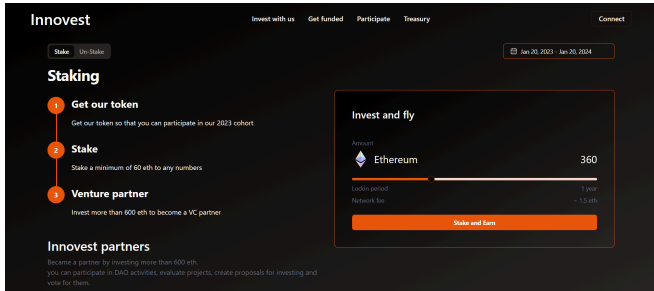 Innovest
Invest with us
Get funded
Participate
Treasury
Connect
Stake
Un-Stake
Jan 20, 2023 - Jan 20, 2024
Staking
1
Get our token
Get our token so that you can participate in our 2023 cohort
2
Stake
Stake a minimum of 60 eth to any numbers
3
Venture partner
Invest more than 600 eth to become a VC partner
Innovest partners
Became a partner by investing more than 600 eth.
you can participate in DAO activities, evaluate projects, create proposals for investing and
vote for them.
Invest and fly
Amount
Ethereum
360
Lockin period
1 year
Network fee
~ 1.5 eth
Stake and Earn